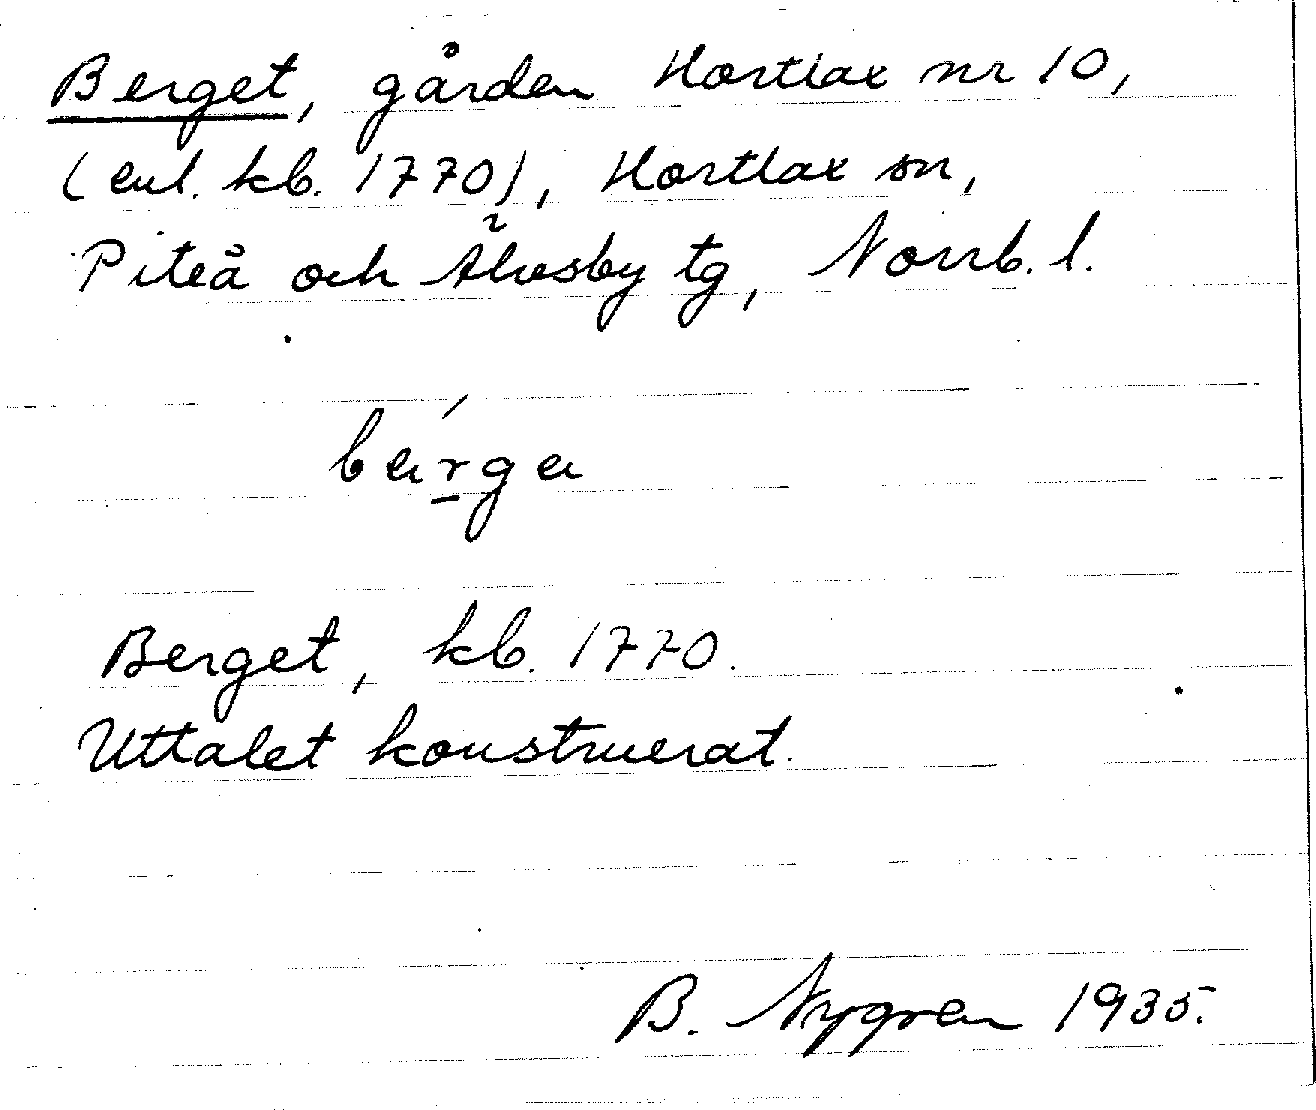 Berget, gården Hortlax nr 10,
(enl. kb. 1770), Hortlax sn,
Piteå och Älvsby tg, Norrb. l.
bärga
Berget, kb. 1770.
Uttalet konstruerat.
B. Nygren 1935.